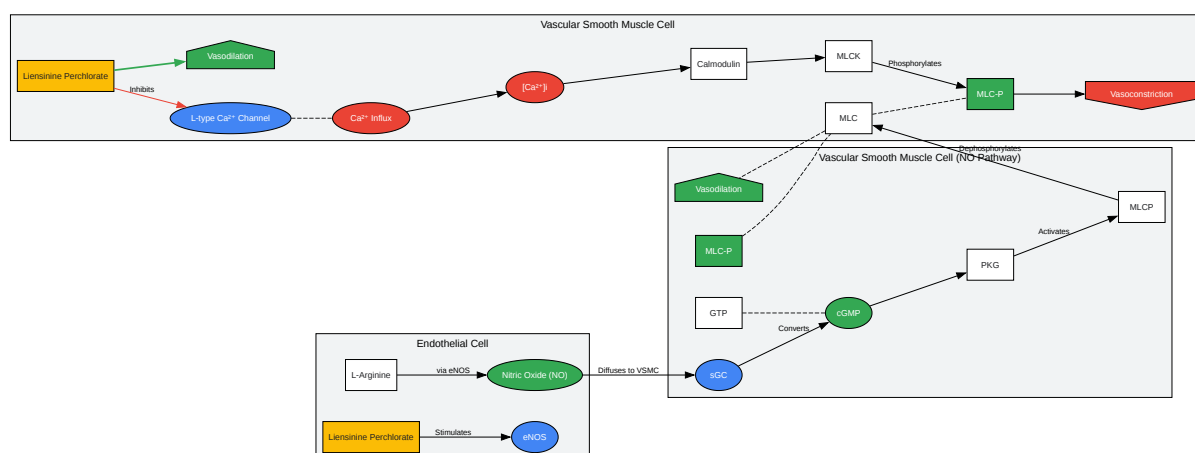 Vascular Smooth Muscle Cell
Liensinine Perchlorate
Vasodilation
Inhibits
L-type Ca²⁺ Channel
Ca²⁺ Influx
[Ca²⁺]i
Calmodulin
MLCK
Phosphorylates
MLC-P
Vasoconstriction
MLC
Dephosphorylates
Vascular Smooth Muscle Cell (NO Pathway)
Vasodilation
MLCP
MLC-P
Activates
PKG
GTP
cGMP
Converts
sGC
Endothelial Cell
L-Arginine
via eNOS
Nitric Oxide (NO)
Diffuses to VSMC
Liensinine Perchlorate
Stimulates
eNOS